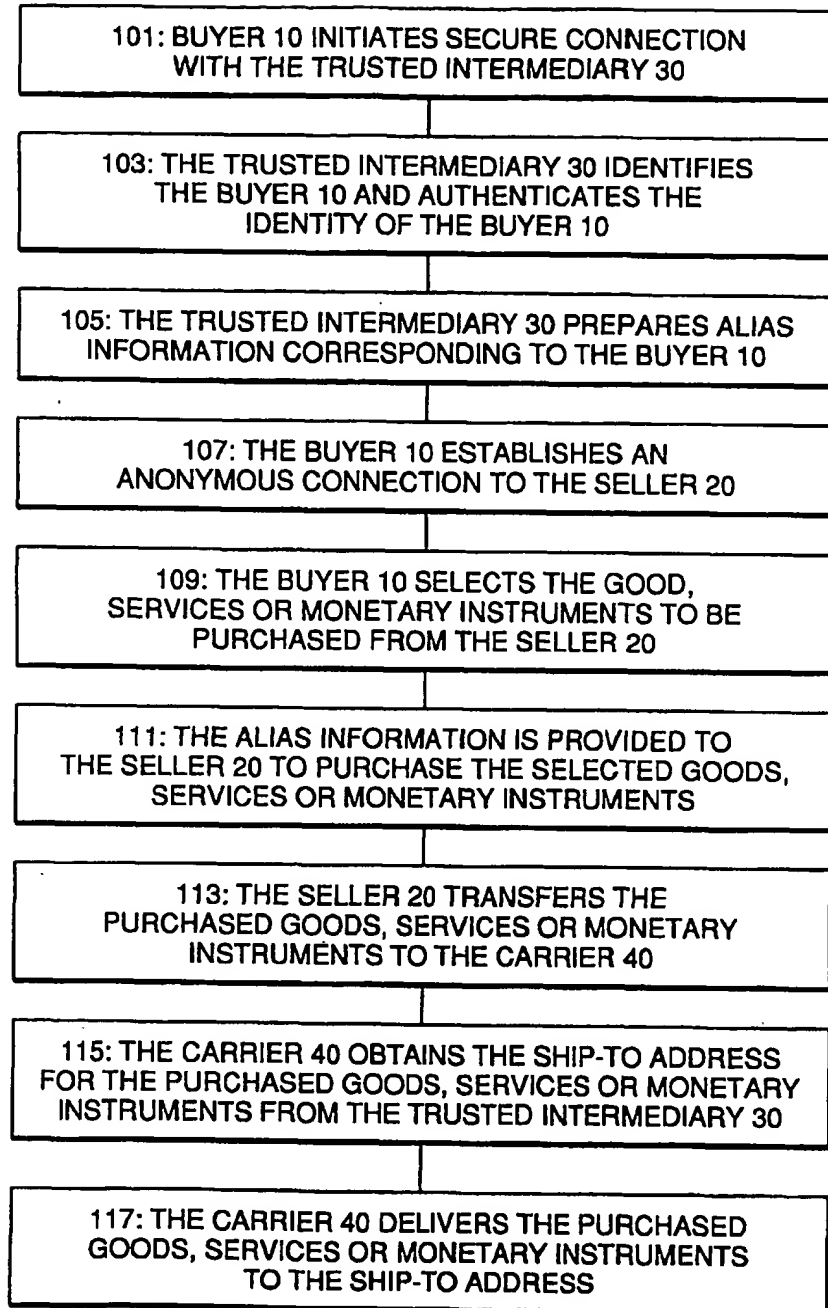 101: BUYER 10 INITIATES SECURE CONNECTION
WITH THE TRUSTED INTERMEDIARY 30
103: THE TRUSTED INTERMEDIARY 30 IDENTIFIES
THE BUYER 10 AND AUTHENTICATES THE
IDENTITY OF THE BUYER 10
105: THE TRUSTED INTERMEDIARY 30 PREPARES ALIAS
INFORMATION CORRESPONDING TO THE BUYER 10
107: THE BUYER 10 ESTABLISHES AN
ANONYMOUS CONNECTION TO THE SELLER 20
109: THE BUYER 10 SELECTS THE GOOD,
SERVICES OR MONETARY INSTRUMENTS TO BE
PURCHASED FROM THE SELLER 20
111: THE ALIAS INFORMATION IS PROVIDED TO
THE SELLER 20 TO PURCHASE THE SELECTED GOODS,
SERVICES OR MONETARY INSTRUMENTS
113: THE SELLER 20 TRANSFERS THE
PURCHASED GOODS, SERVICES OR MONETARY
INSTRUMENTS TO THE CARRIER 40
115: THE CARRIER 40 OBTAINS THE SHIP-TO ADDRESS
FOR THE PURCHASED GOODS, SERVICES OR MONETARY
INSTRUMENTS FROM THE TRUSTED INTERMEDIARY 30
117: THE CARRIER 40 DELIVERS THE PURCHASED
GOODS, SERVICES OR MONETARY INSTRUMENTS
TO THE SHIP-TO ADDRESS